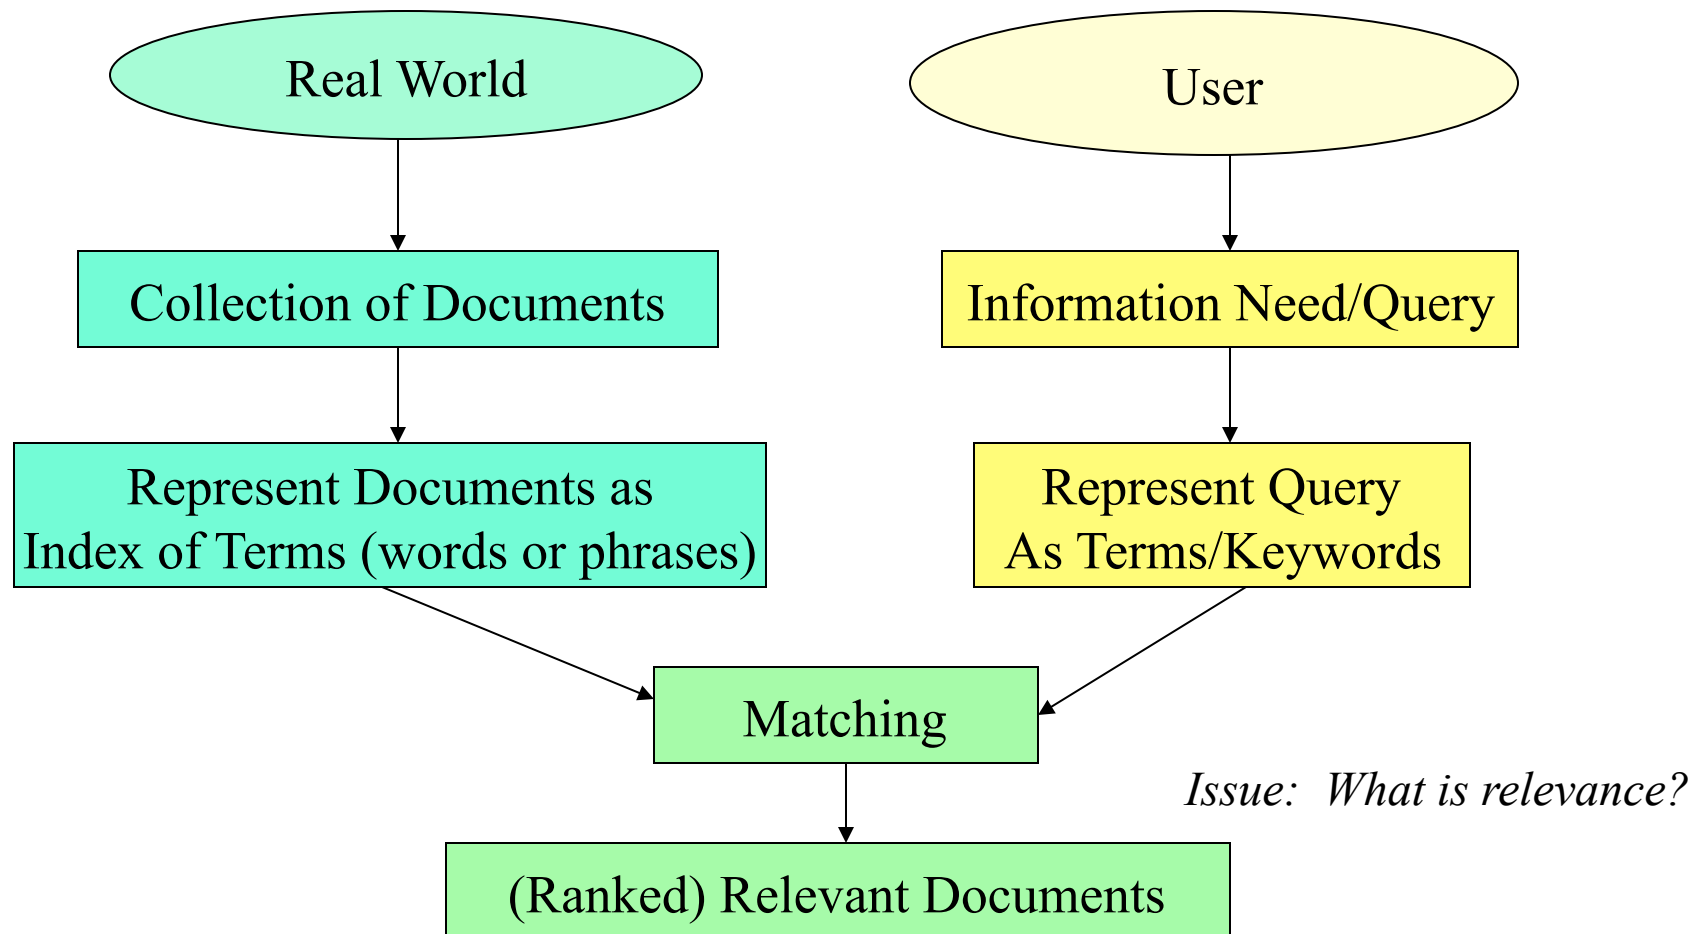 Real World
User
Collection of Documents
Information Need/Query
Represent Documents as
Index of Terms (words or phrases)
Represent Query
As Terms/Keywords
Matching
Issue:  What is relevance?
(Ranked) Relevant Documents